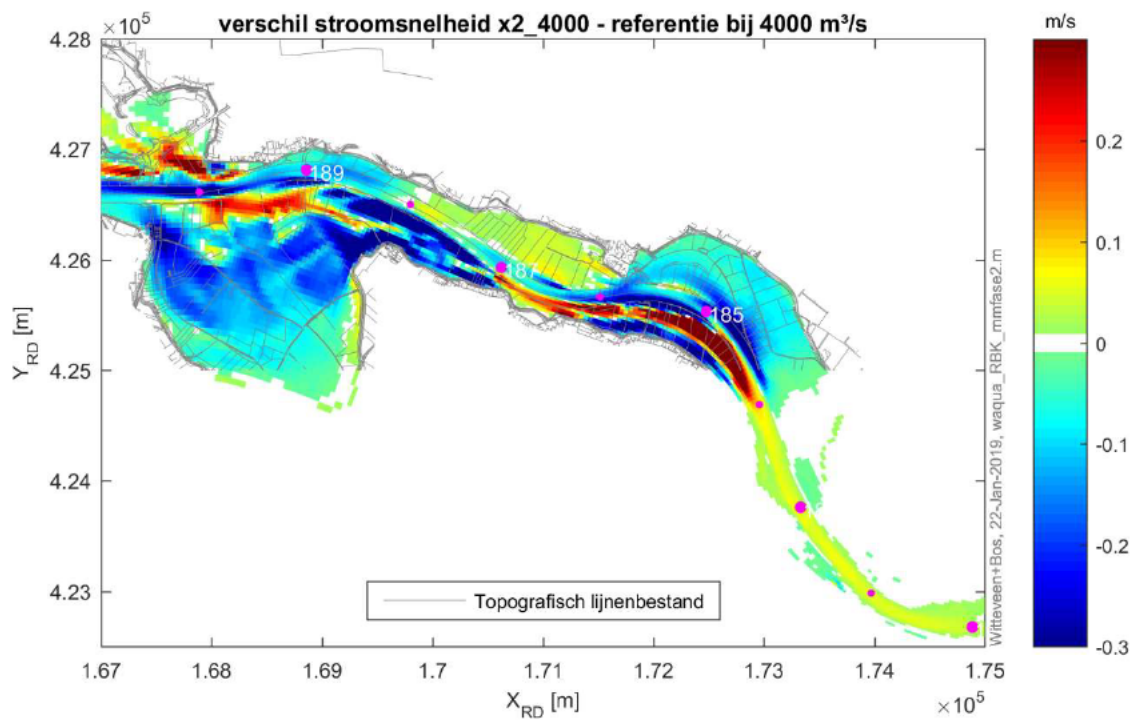 verschil stroomsnelheid x2_4000 - referentie bij 4000 m³/s
m/s
×10⁵
4.28
4.27
4.26
4.25
4.24
4.23
Y_RD [m]
189
187
185
Topografisch lijnenbestand
Witteveen+Bos, 22-Jan-2019, waqua_RBK_mmfase2.m
0.2
0.1
0
-0.1
-0.2
-0.3
1.67 1.68 1.69 1.7 1.71 1.72 1.73 1.74 1.75
X_RD [m]
×10⁵